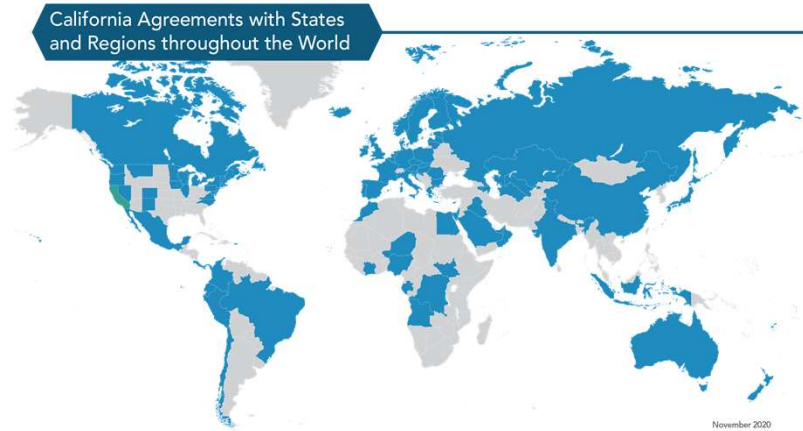 California Agreements with States
and Regions throughout the World
November 2020